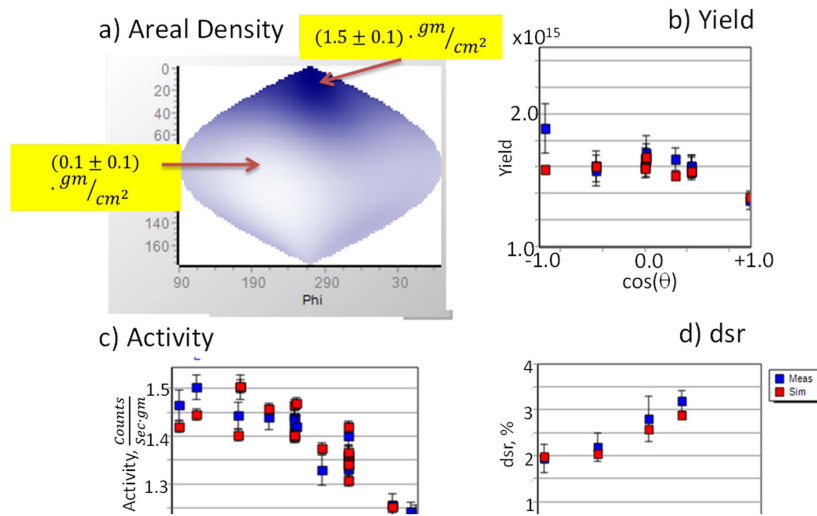 a) Areal Density
(1.5 ± 0.1) · gm/cm²
b) Yield
x10¹⁵
0
20
40
60
(0.1 ± 0.1)
· gm/cm²
140
160
90 190 290 30
Phi
2.0
Yield
1.0
-1.0 0.0 +1.0
cos(θ)
c) Activity
d) dsr
1.5
1.4
1.3
Activity, Counts/Sec·gm
4
3
2
1
dsr, %
Meas
Sim